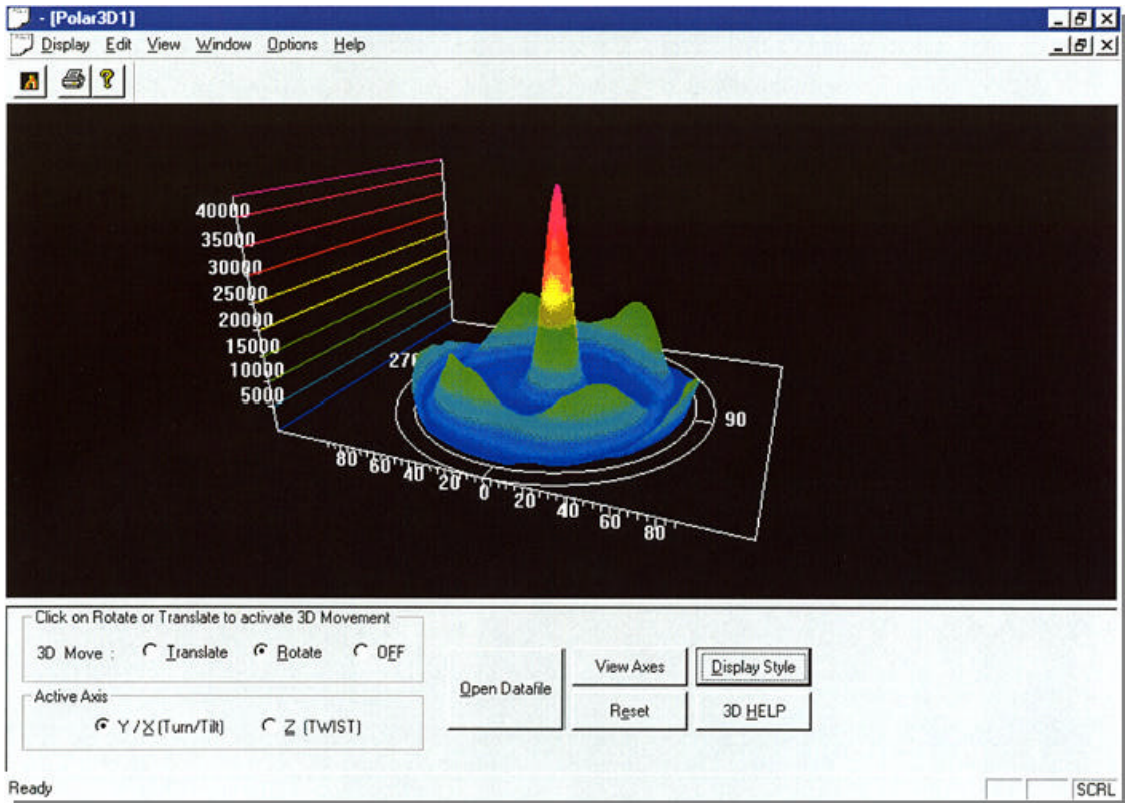 - [Polar3D1]
Display Edit View Window Options Help
40000
35000
30000
25000
20000
15000
10000
5000
270
90
80 60 40 20 0 20 40 60 80
Click on Rotate or Translate to activate 3D Movement
3D Move : Translate Rotate OFF
Active Axis
Y / X (Turn/Tilt) Z (TWIST)
Open Datafile
View Axes
Display Style
Reset
3D HELP
Ready
SCRL